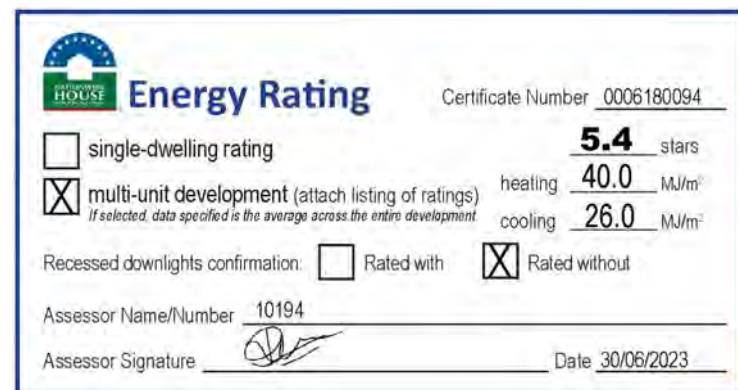 NATIONWIDE
HOUSE
Energy Rating
Certificate Number 0006180094
single-dwelling rating
5.4 stars
multi-unit development (attach listing of ratings)
If selected, data specified is the average across the entire development
heating 40.0 MJ/m²
cooling 26.0 MJ/m²
Recessed downlights confirmation: Rated with X Rated without
Assessor Name/Number 10194
Assessor Signature Date 30/06/2023